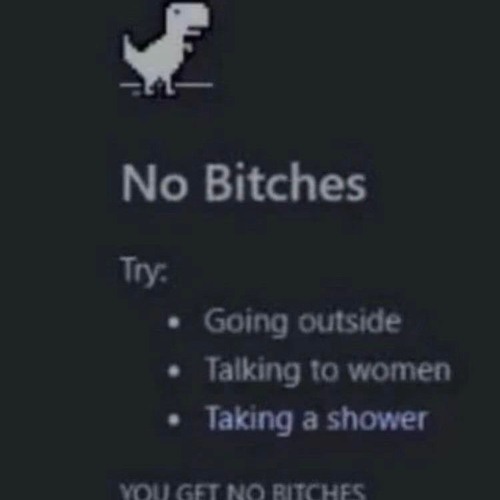 No Bitches
Try:
Going outside
Talking to women
Taking a shower
YOU GET NO BITCHES